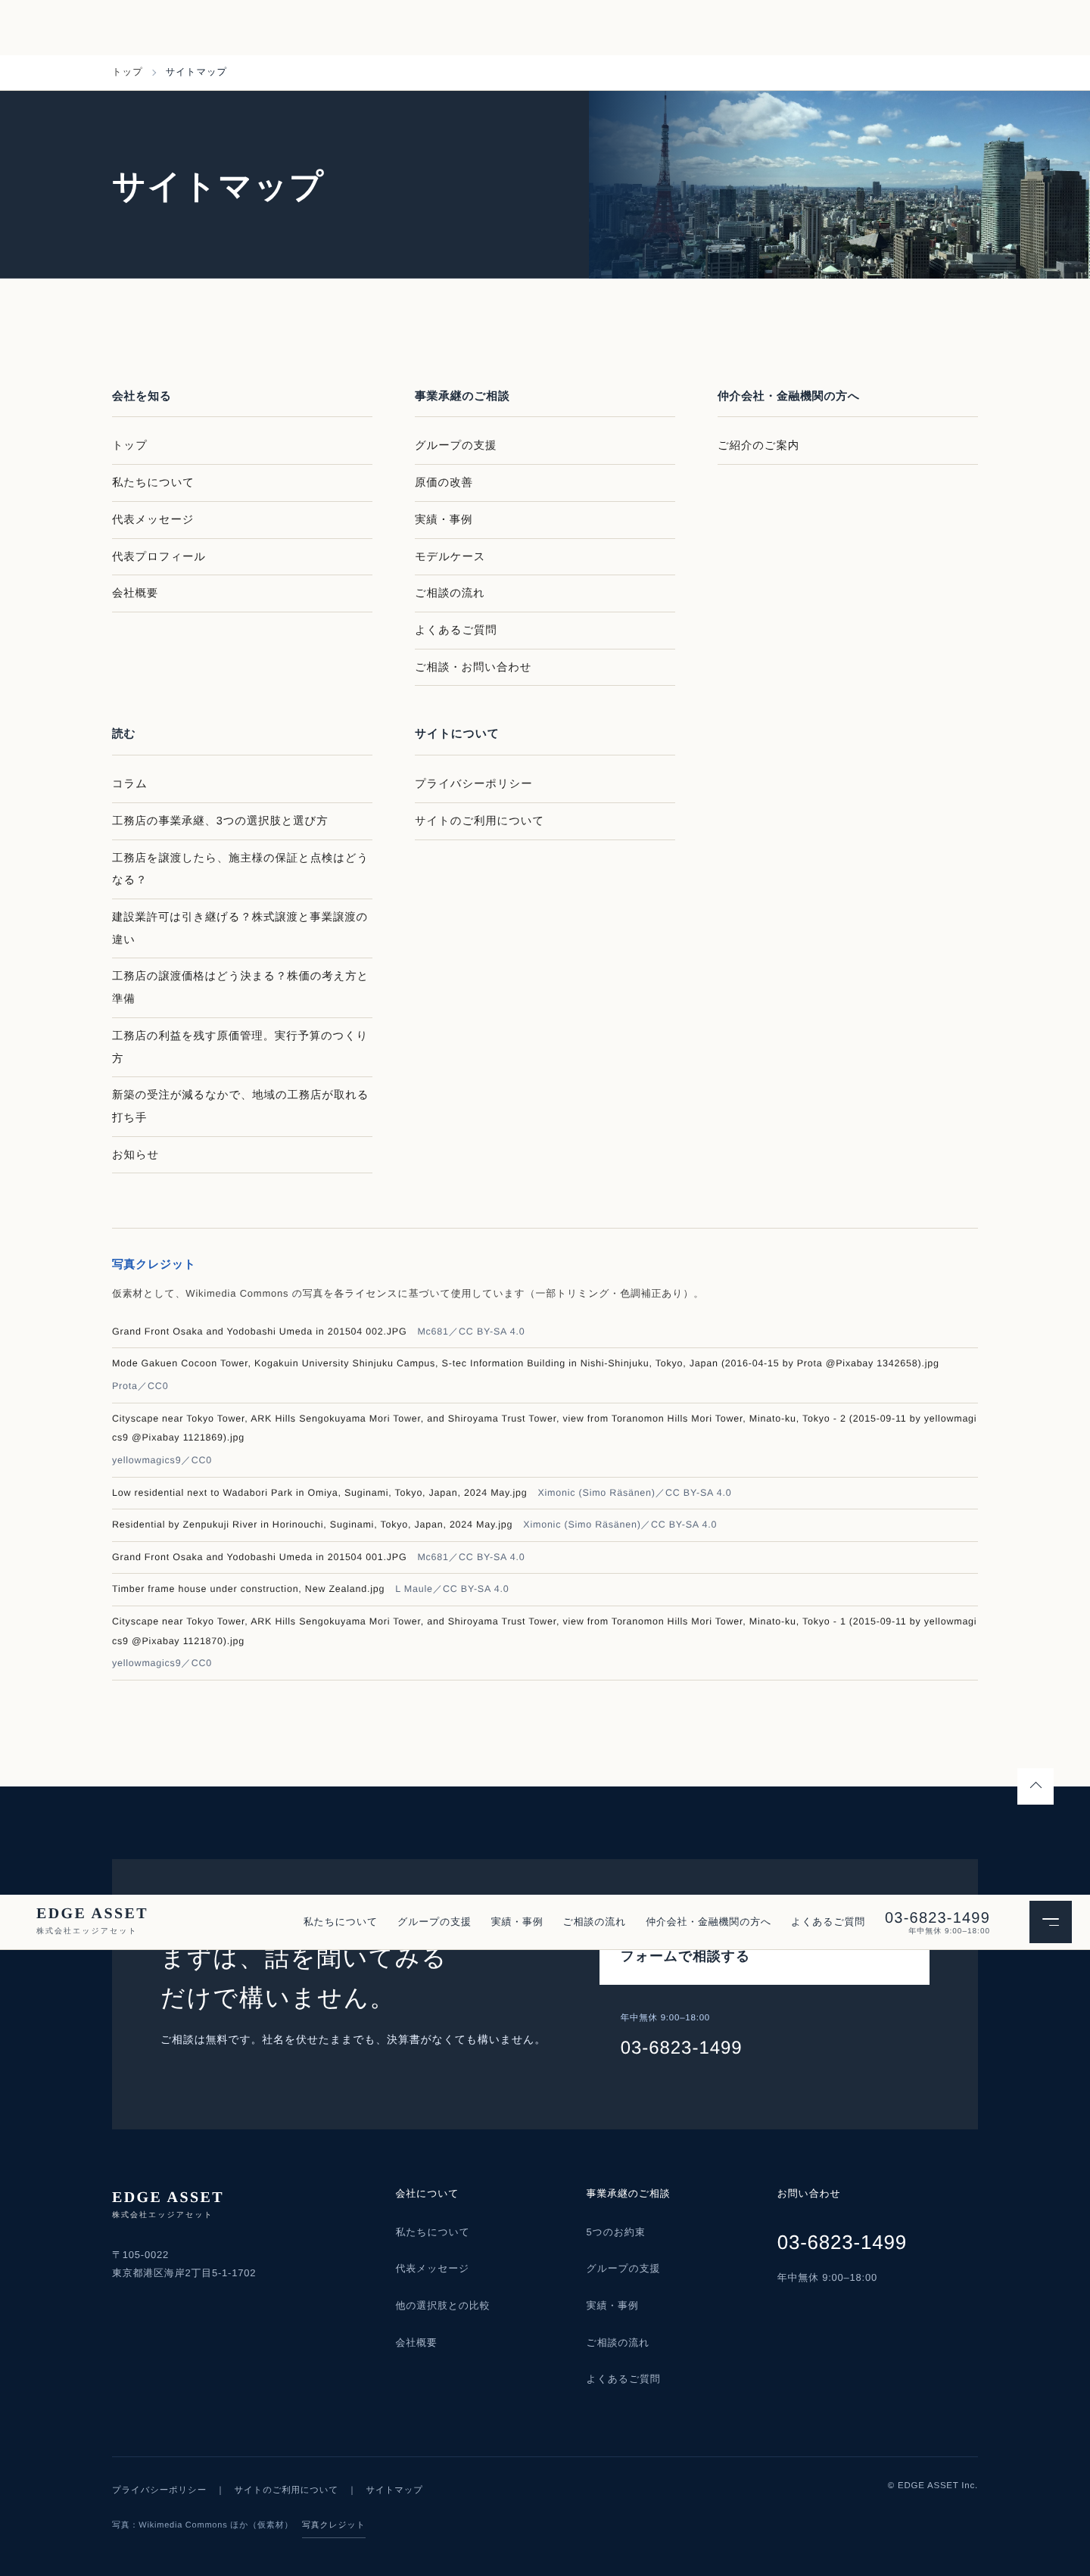 トップ
サイトマップ
サイトマップ
会社を知る
トップ
私たちについて
代表メッセージ
代表プロフィール
会社概要
事業承継のご相談
グループの支援
原価の改善
実績・事例
モデルケース
ご相談の流れ
よくあるご質問
ご相談・お問い合わせ
仲介会社・金融機関の方へ
ご紹介のご案内
読む
コラム
工務店の事業承継、3つの選択肢と選び方
工務店を譲渡したら、施主様の保証と点検はどう
なる？
建設業許可は引き継げる？株式譲渡と事業譲渡の
違い
工務店の譲渡価格はどう決まる？株価の考え方と
準備
工務店の利益を残す原価管理。実行予算のつくり
方
新築の受注が減るなかで、地域の工務店が取れる
打ち手
お知らせ
サイトについて
プライバシーポリシー
サイトのご利用について
写真クレジット
仮素材として、Wikimedia Commons の写真を各ライセンスに基づいて使用しています（一部トリミング・色調補正あり）。
Grand Front Osaka and Yodobashi Umeda in 201504 002.JPG Mc681／CC BY-SA 4.0
Mode Gakuen Cocoon Tower, Kogakuin University Shinjuku Campus, S-tec Information Building in Nishi-Shinjuku, Tokyo, Japan (2016-04-15 by Prota @Pixabay 1342658).jpg
Prota／CC0
Cityscape near Tokyo Tower, ARK Hills Sengokuyama Mori Tower, and Shiroyama Trust Tower, view from Toranomon Hills Mori Tower, Minato-ku, Tokyo - 2 (2015-09-11 by yellowmagi
cs9 @Pixabay 1121869).jpg
yellowmagics9／CC0
Low residential next to Wadabori Park in Omiya, Suginami, Tokyo, Japan, 2024 May.jpg Ximonic (Simo Räsänen)／CC BY-SA 4.0
Residential by Zenpukuji River in Horinouchi, Suginami, Tokyo, Japan, 2024 May.jpg Ximonic (Simo Räsänen)／CC BY-SA 4.0
Grand Front Osaka and Yodobashi Umeda in 201504 001.JPG Mc681／CC BY-SA 4.0
Timber frame house under construction, New Zealand.jpg L Maule／CC BY-SA 4.0
Cityscape near Tokyo Tower, ARK Hills Sengokuyama Mori Tower, and Shiroyama Trust Tower, view from Toranomon Hills Mori Tower, Minato-ku, Tokyo - 1 (2015-09-11 by yellowmagi
cs9 @Pixabay 1121870).jpg
yellowmagics9／CC0
EDGE ASSET
株式会社エッジアセット
私たちについて
グループの支援
実績・事例
ご相談の流れ
仲介会社・金融機関の方へ
よくあるご質問
03-6823-1499
年中無休 9:00–18:00
まずは、話を聞いてみる
だけで構いません。
ご相談は無料です。社名を伏せたままでも、決算書がなくても構いません。
フォームで相談する
年中無休 9:00–18:00
03-6823-1499
EDGE ASSET
株式会社エッジアセット
〒105-0022
東京都港区海岸2丁目5-1-1702
会社について
私たちについて
代表メッセージ
他の選択肢との比較
会社概要
事業承継のご相談
5つのお約束
グループの支援
実績・事例
ご相談の流れ
よくあるご質問
お問い合わせ
03-6823-1499
年中無休 9:00–18:00
プライバシーポリシー ｜ サイトのご利用について ｜ サイトマップ
© EDGE ASSET Inc.
写真：Wikimedia Commons ほか（仮素材） 写真クレジット